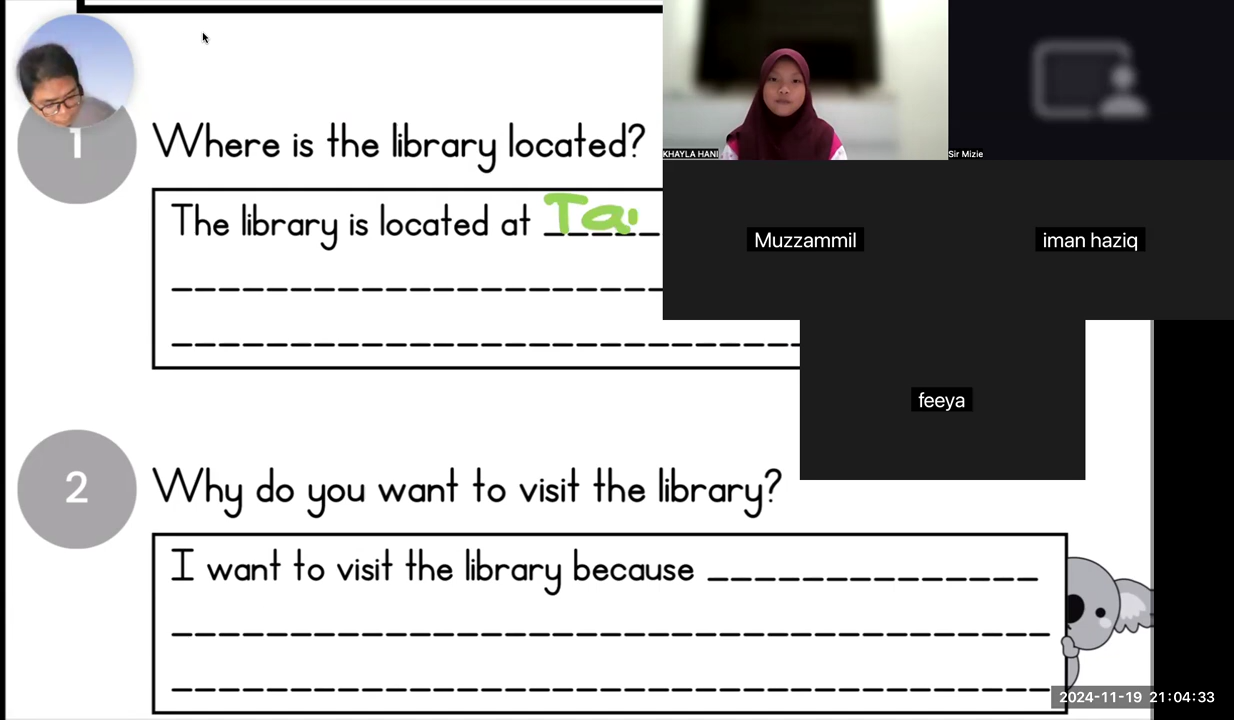 1
Where is the library located?
The library is located at Tai
2
Why do you want to visit the library?
I want to visit the library because
KHAYLA HANI
Sir Mizie
Muzzammil
iman haziq
feeya
2024-11-19 21:04:33